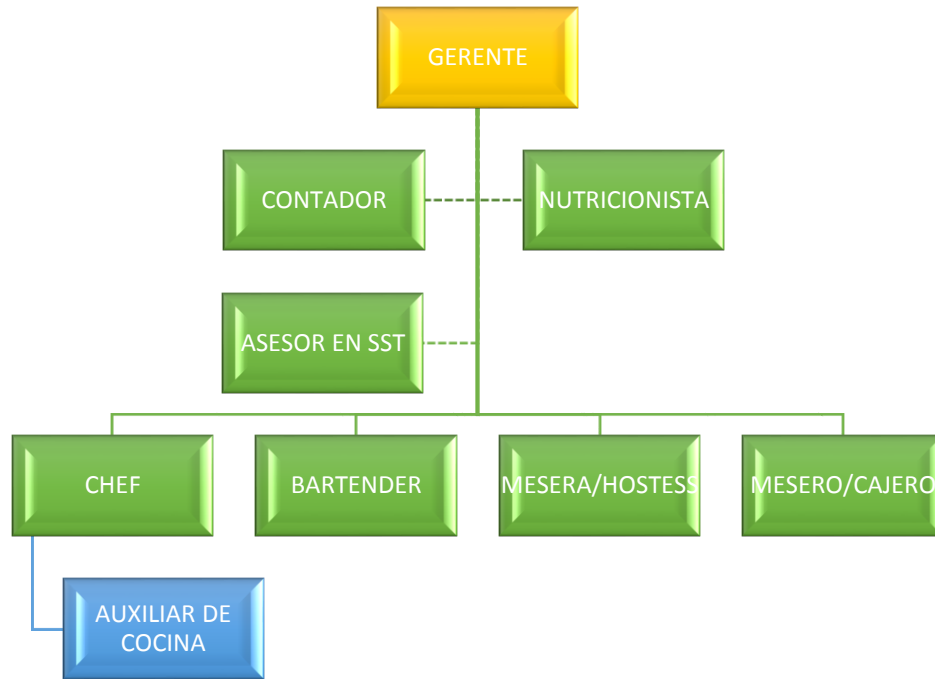 GERENTE
CONTADOR
NUTRICIONISTA
ASESOR EN SST
CHEF
BARTENDER
MESERA/HOSTESS
MESERO/CAJERO
AUXILIAR DE
COCINA